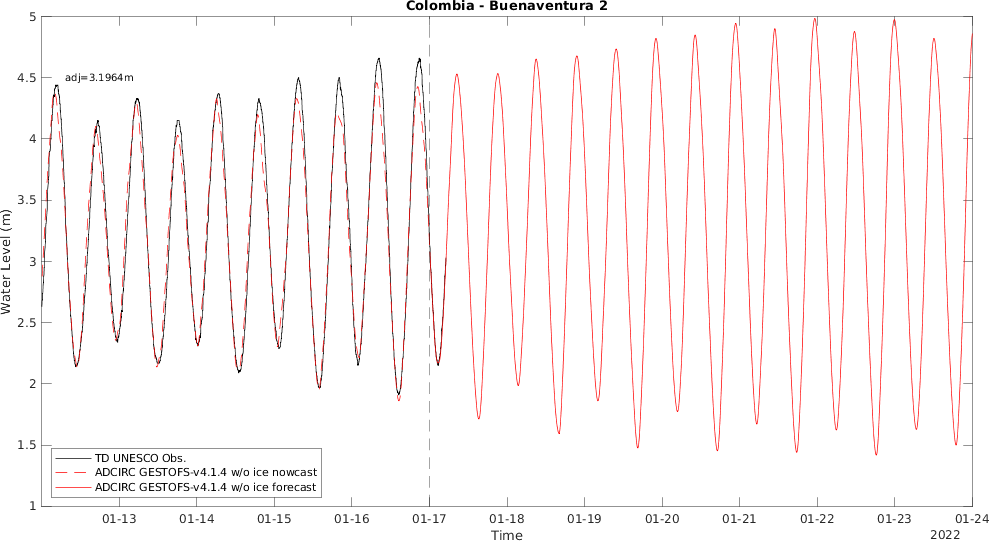 Colombia - Buenaventura 2
adj=3.1964m
5
4.5
4
3.5
3
2.5
2
1.5
1
Water Level (m)
TD UNESCO Obs.
ADCIRC GESTOFS-v4.1.4 w/o ice nowcast
ADCIRC GESTOFS-v4.1.4 w/o ice forecast
01-13 01-14 01-15 01-16 01-17 01-18 01-19 01-20 01-21 01-22 01-23 01-24
Time
2022